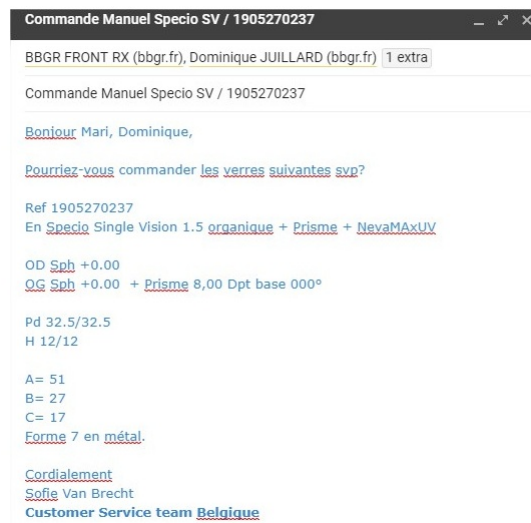 Commande Manuel Specio SV / 1905270237
BBGR FRONT RX (bbgr.fr), Dominique JUILLARD (bbgr.fr) 1 extra
Commande Manuel Specio SV / 1905270237
Bonjour Mari, Dominique,
Pourriez-vous commander les verres suivantes svp?
Ref 1905270237
En Specio Single Vision 1.5 organique + Prisme + NevaMAxUV
OD Sph +0.00
OG Sph +0.00 + Prisme 8,00 Dpt base 000°
Pd 32.5/32.5
H 12/12
A= 51
B= 27
C= 17
Forme 7 en métal.
Cordialement
Sofie Van Brecht
Customer Service team Belgique